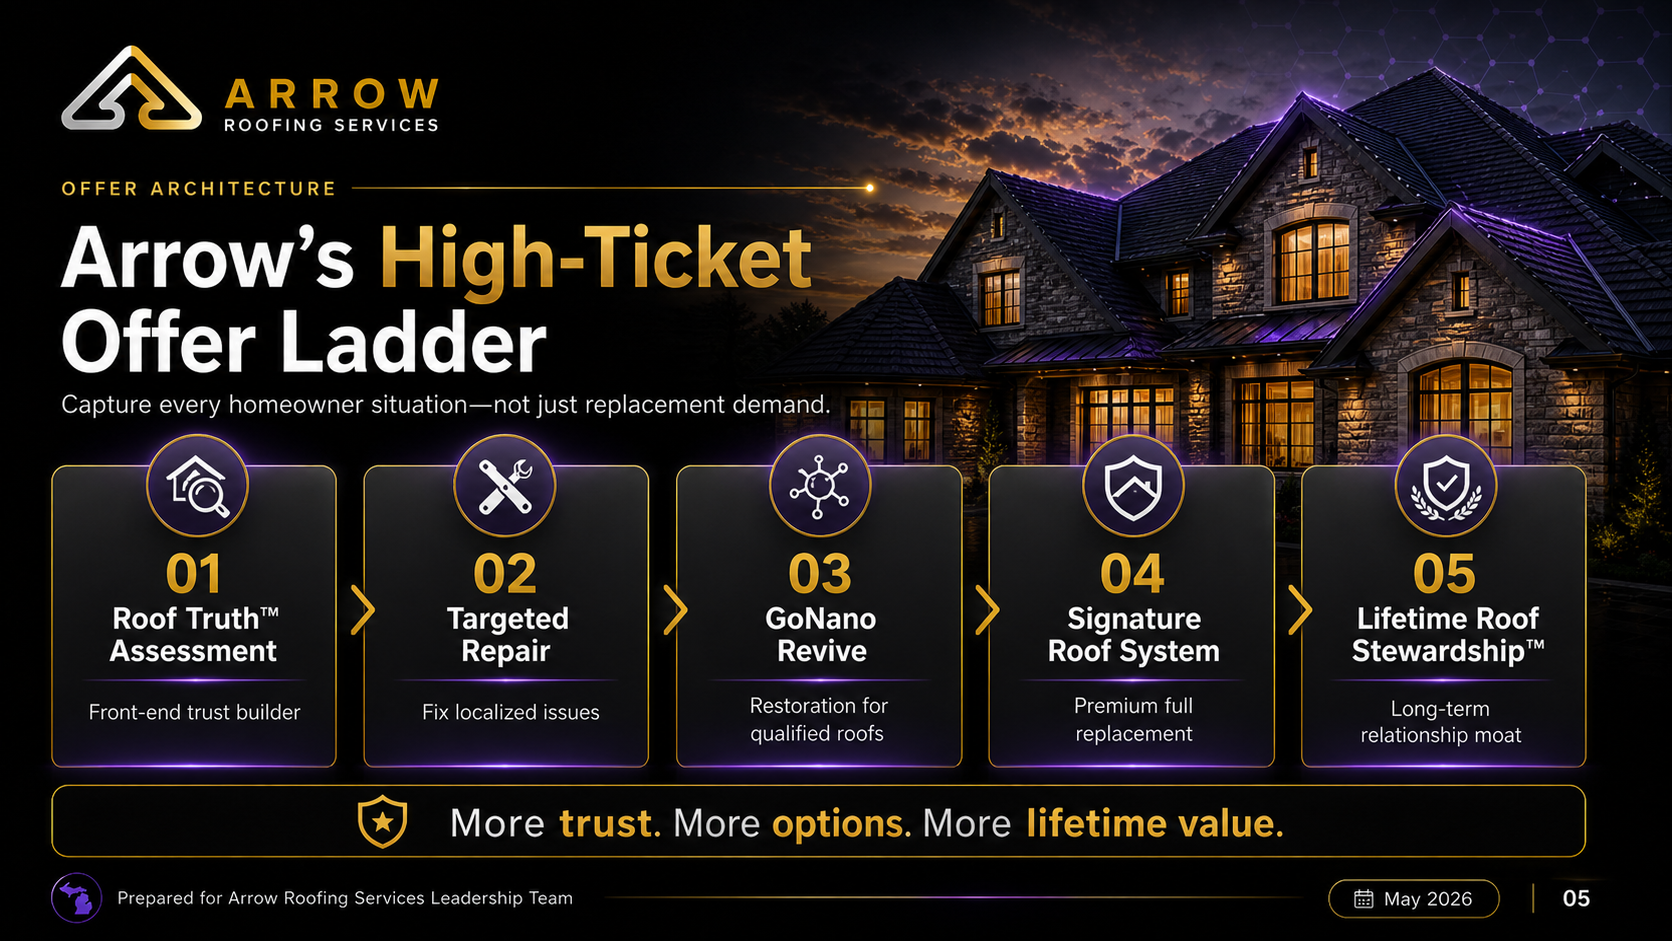 ARROW
ROOFING SERVICES
OFFER ARCHITECTURE
Arrow’s High-Ticket
Offer Ladder
Capture every homeowner situation—not just replacement demand.
01
Roof Truth™
Assessment
Front-end trust builder
02
Targeted
Repair
Fix localized issues
03
GoNano
Revive
Restoration for
qualified roofs
04
Signature
Roof System
Premium full
replacement
05
Lifetime Roof
Stewardship™
Long-term
relationship moat
More trust. More options. More lifetime value.
Prepared for Arrow Roofing Services Leadership Team
May 2026
05